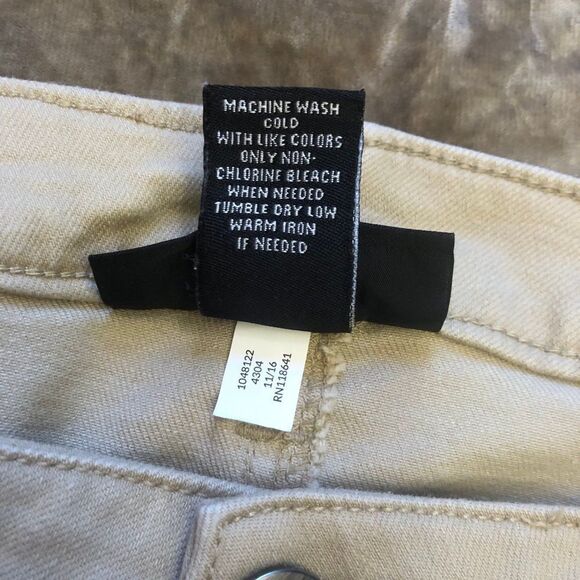 MACHINE WASH
COLD
WITH LIKE COLORS
ONLY NON-
CHLORINE BLEACH
WHEN NEEDED
TUMBLE DRY LOW
WARM IRON
IF NEEDED
1048122
4304
11/16
RN118641